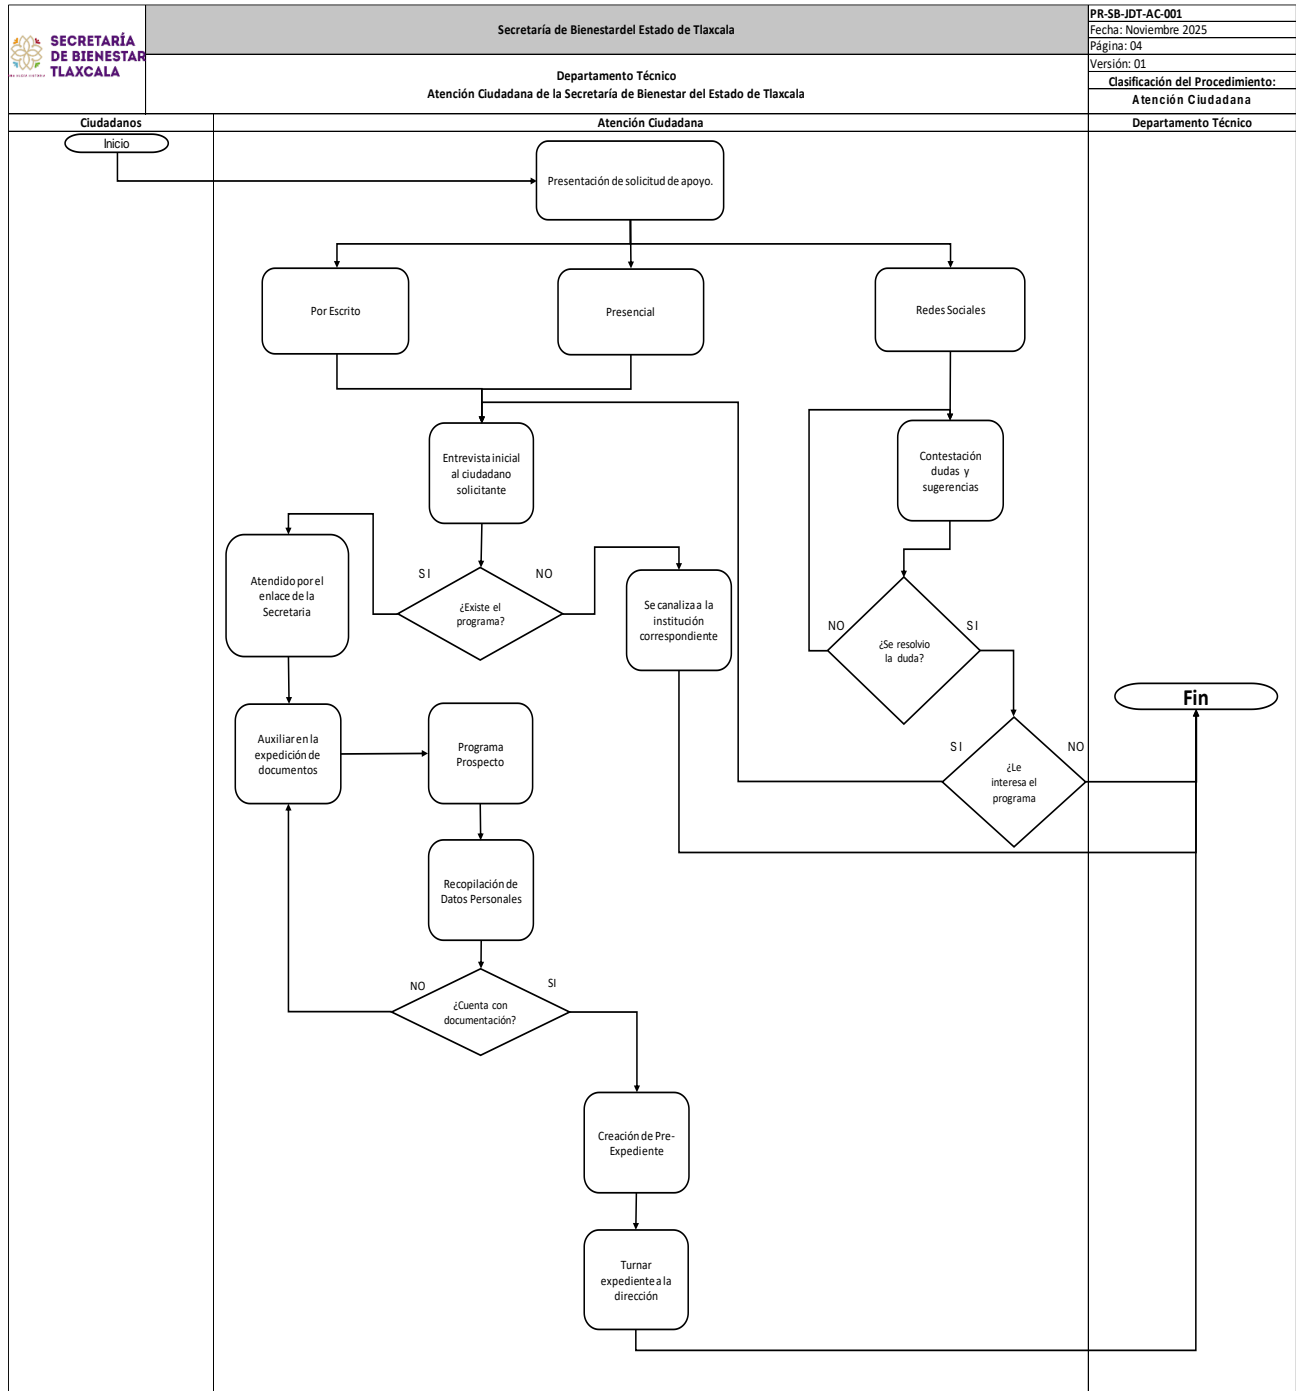 SECRETARÍA
DE BIENESTAR
TLAXCALA
Secretaría de Bienestardel Estado de Tlaxcala
Departamento Técnico
Atención Ciudadana de la Secretaría de Bienestar del Estado de Tlaxcala
PR-SB-JDT-AC-001
Fecha: Noviembre 2025
Página: 04
Versión: 01
Clasificación del Procedimiento:
Atención Ciudadana
Ciudadanos
Atención Ciudadana
Departamento Técnico
Inicio
Presentación de solicitud de apoyo.
Por Escrito
Presencial
Redes Sociales
Entrevista inicial
al ciudadano
solicitante
Contestación
dudas y
sugerencias
Atendido por el
enlace de la
Secretaria
SI
¿Existe el
programa?
NO
Se canaliza a la
institución
correspondiente
NO
¿Se resolvio
la duda?
SI
Fin
Auxiliar en la
expedición de
documentos
Programa
Prospecto
SI
¿Le
interesa el
programa
NO
Recopilación de
Datos Personales
NO
¿Cuenta con
documentación?
SI
Creación de Pre-
Expediente
Turnar
expediente a la
dirección